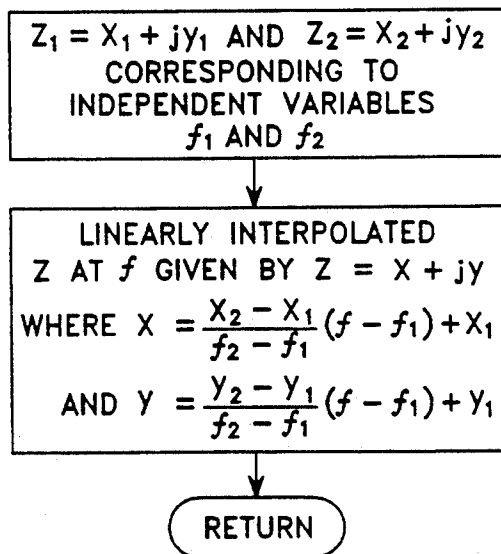 Z₁ = X₁ + jy₁ AND Z₂ = X₂ + jy₂
CORRESPONDING TO
INDEPENDENT VARIABLES
f₁ AND f₂
LINEARLY INTERPOLATED
Z AT f GIVEN BY Z = X + jy
WHERE X = (X₂ − X₁)/(f₂ − f₁) (f − f₁) + X₁
AND Y = (y₂ − y₁)/(f₂ − f₁) (f − f₁) + y₁
RETURN